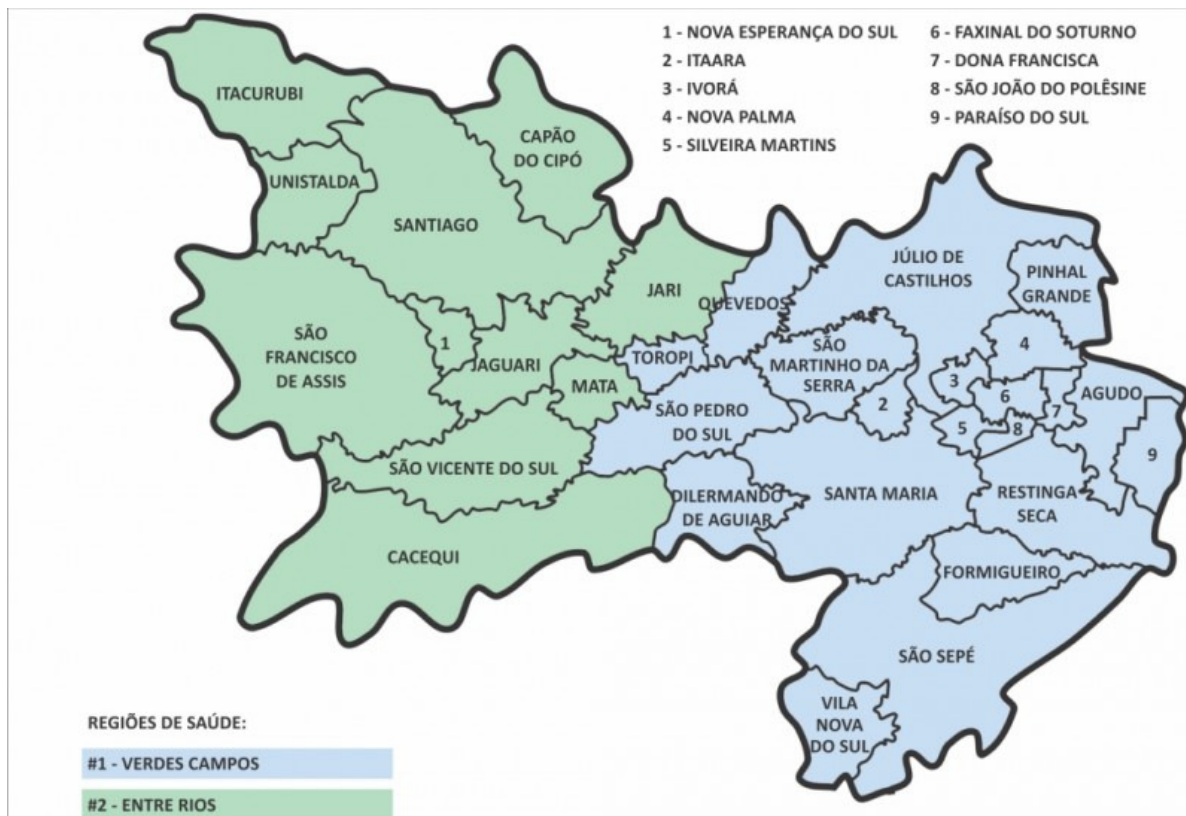 1 - NOVA ESPERANÇA DO SUL
2 - ITAARA
3 - IVORÁ
4 - NOVA PALMA
5 - SILVEIRA MARTINS
6 - FAXINAL DO SOTURNO
7 - DONA FRANCISCA
8 - SÃO JOÃO DO POLÊSINE
9 - PARAÍSO DO SUL
ITACURUBI
CAPÃO
DO CIPÓ
UNISTALDA
SANTIAGO
JÚLIO DE
CASTILHOS
PINHAL
GRANDE
JARI
QUEVEDOS
SÃO
FRANCISCO
DE ASSIS
1
JAGUARI
TOROPI
SÃO
MARTINHO DA
SERRA
4
MATA
3
6
7
AGUDO
2
SÃO PEDRO
DO SUL
5
8
9
SÃO VICENTE DO SUL
DILERMANDO
DE AGUIAR
SANTA MARIA
RESTINGA
SECA
CACEQUI
FORMIGUEIRO
SÃO SEPÉ
VILA
NOVA
DO SUL
REGIÕES DE SAÚDE:
#1 - VERDES CAMPOS
#2 - ENTRE RIOS